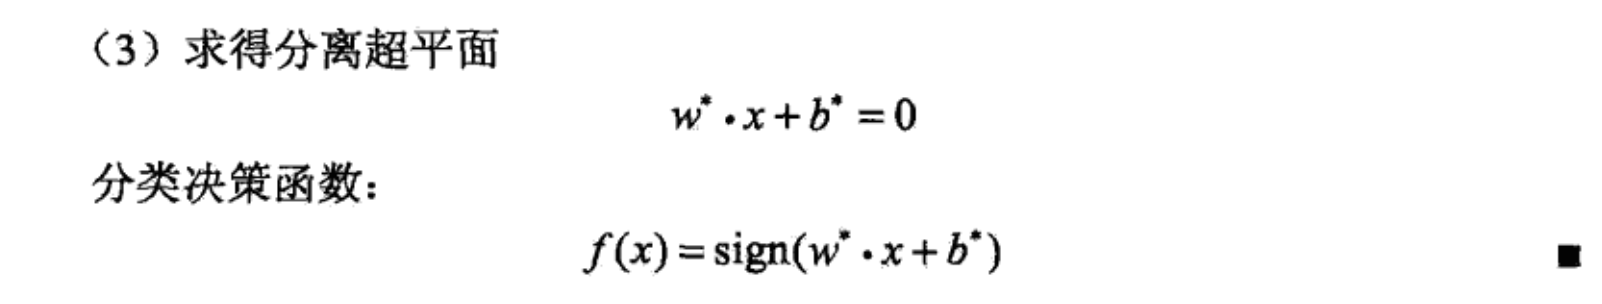 （3）求得分离超平面
w* · x + b* = 0
分类决策函数：
f(x) = sign(w* · x + b*) ■